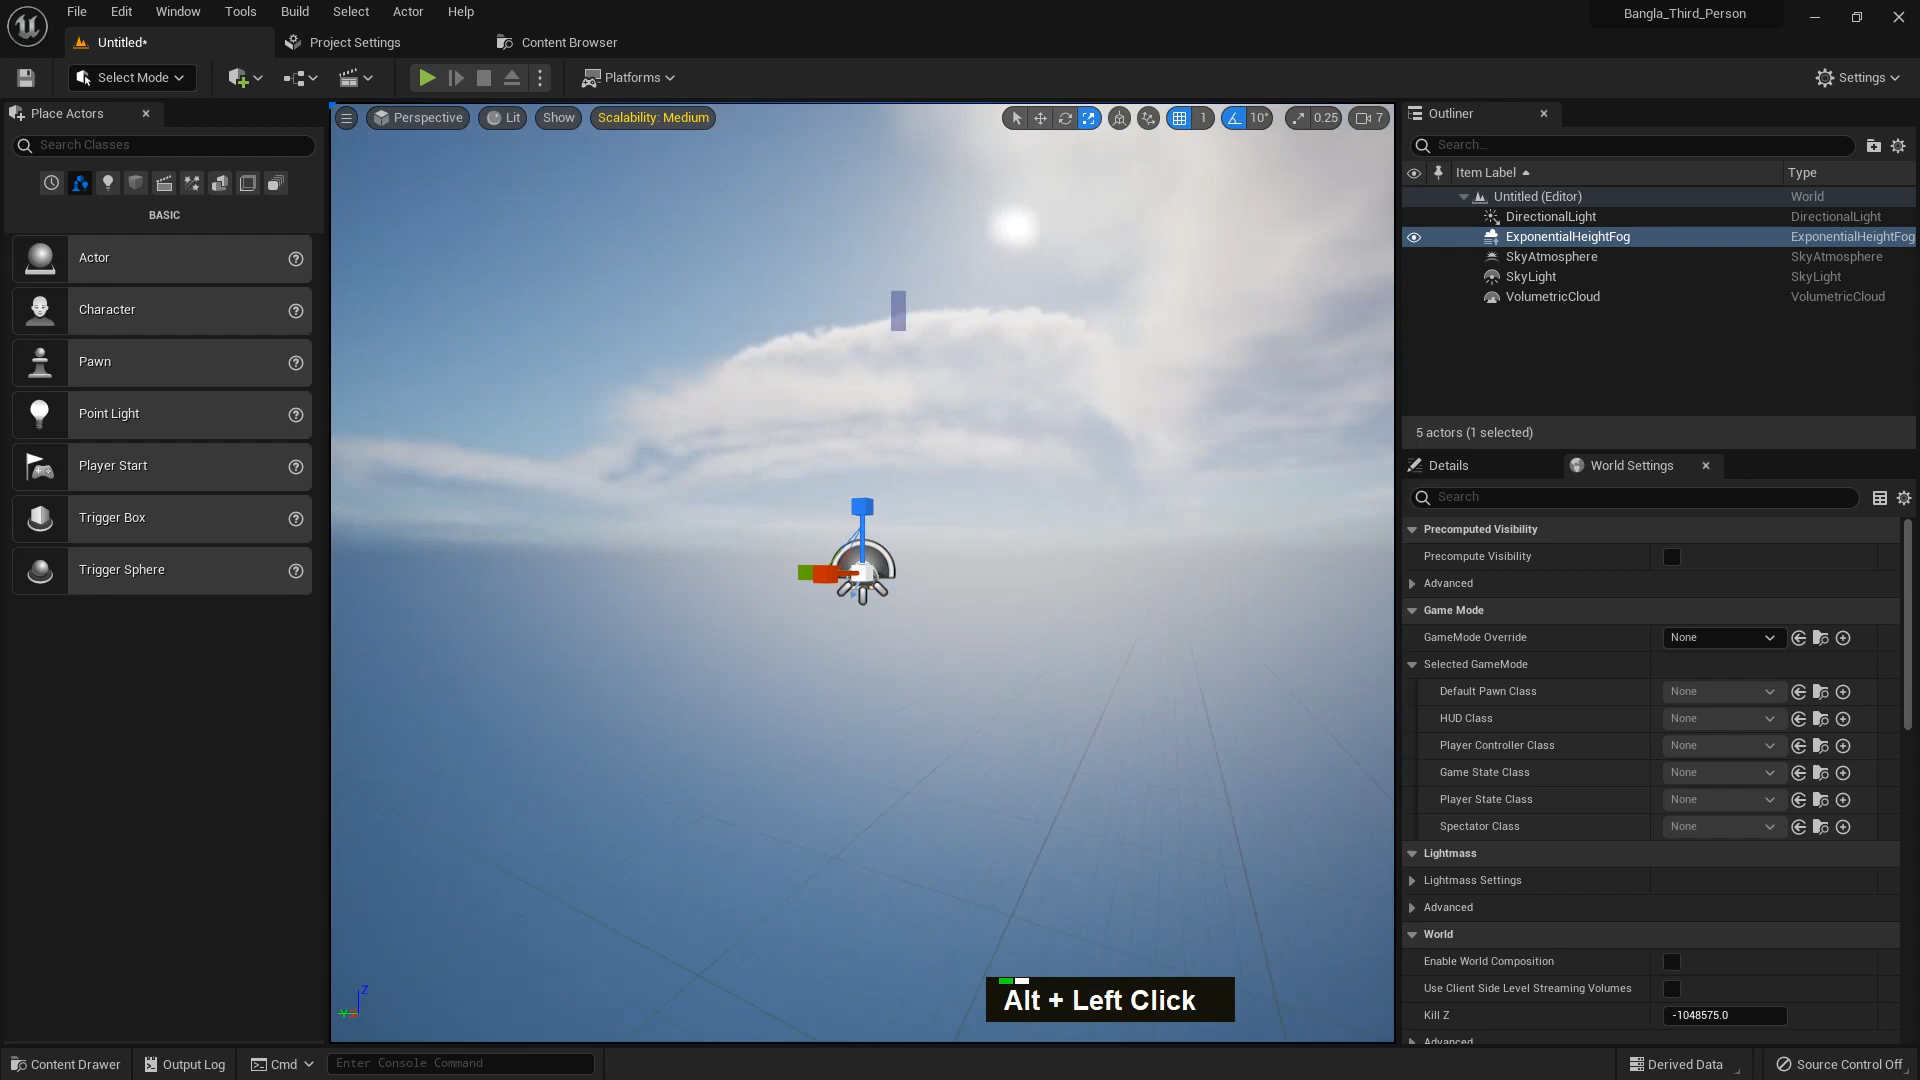 File Edit Window Tools Build Select Actor Help
Bangla_Third_Person
Untitled*
Project Settings
Content Browser
Select Mode
Platforms
Settings
Place Actors
Search Classes
BASIC
Actor
Character
Pawn
Point Light
Player Start
Trigger Box
Trigger Sphere
Perspective
Lit
Show
Scalability: Medium
1
10°
0.25
7
Z
Y
Alt + Left Click
Outliner
Search...
Item Label Type
Untitled (Editor) World
DirectionalLight DirectionalLight
ExponentialHeightFog ExponentialHeightFog
SkyAtmosphere SkyAtmosphere
SkyLight SkyLight
VolumetricCloud VolumetricCloud
5 actors (1 selected)
Details
World Settings
Search
Precomputed Visibility
Precompute Visibility
Advanced
Game Mode
GameMode Override None
Selected GameMode
Default Pawn Class None
HUD Class None
Player Controller Class None
Game State Class None
Player State Class None
Spectator Class None
Lightmass
Lightmass Settings
Advanced
World
Enable World Composition
Use Client Side Level Streaming Volumes
Kill Z -1048575.0
Advanced
Content Drawer
Output Log
Cmd
Enter Console Command
Derived Data
Source Control Off